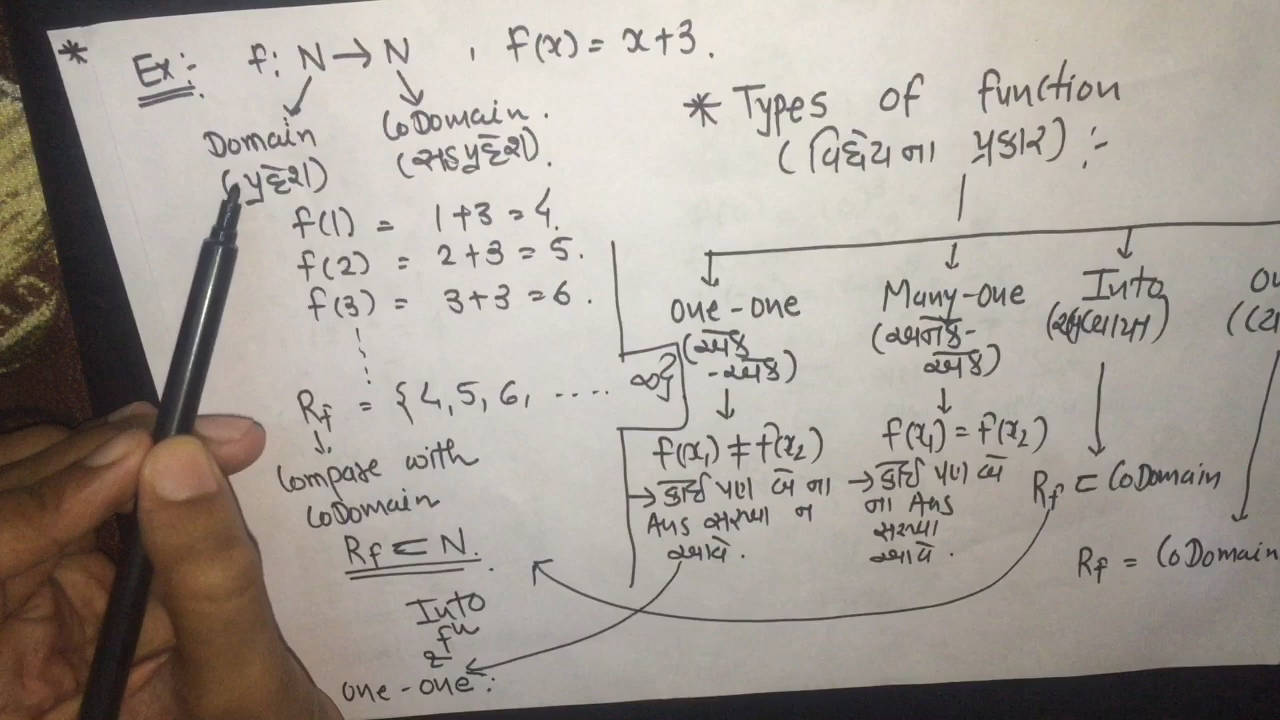 * Ex:- f: N → N , f(x) = x+3.
Domain
(પ્રદેશ)
CoDomain.
(સહપ્રદેશ).
f(1) = 1+3 = 4.
f(2) = 2+3 = 5.
f(3) = 3+3 = 6.
Rf = {4, 5, 6, ....
Compare with
CoDomain
Rf ⊂ N.
Into
fn
one-one:
* Types of function
(વિધેયના પ્રકાર) :-
one-one
(એક
-એક)
f(x₁) ≠ f(x₂)
→ કોઈ પણ બે ના
Ans સરખા ન
આવે.
Many-one
(અનેક-
એક)
f(x₁) = f(x₂)
→ કોઈ પણ બે
ના Ans
સરખા
આવે.
Into
Rf ⊂ CoDomain
Rf = CoDomain